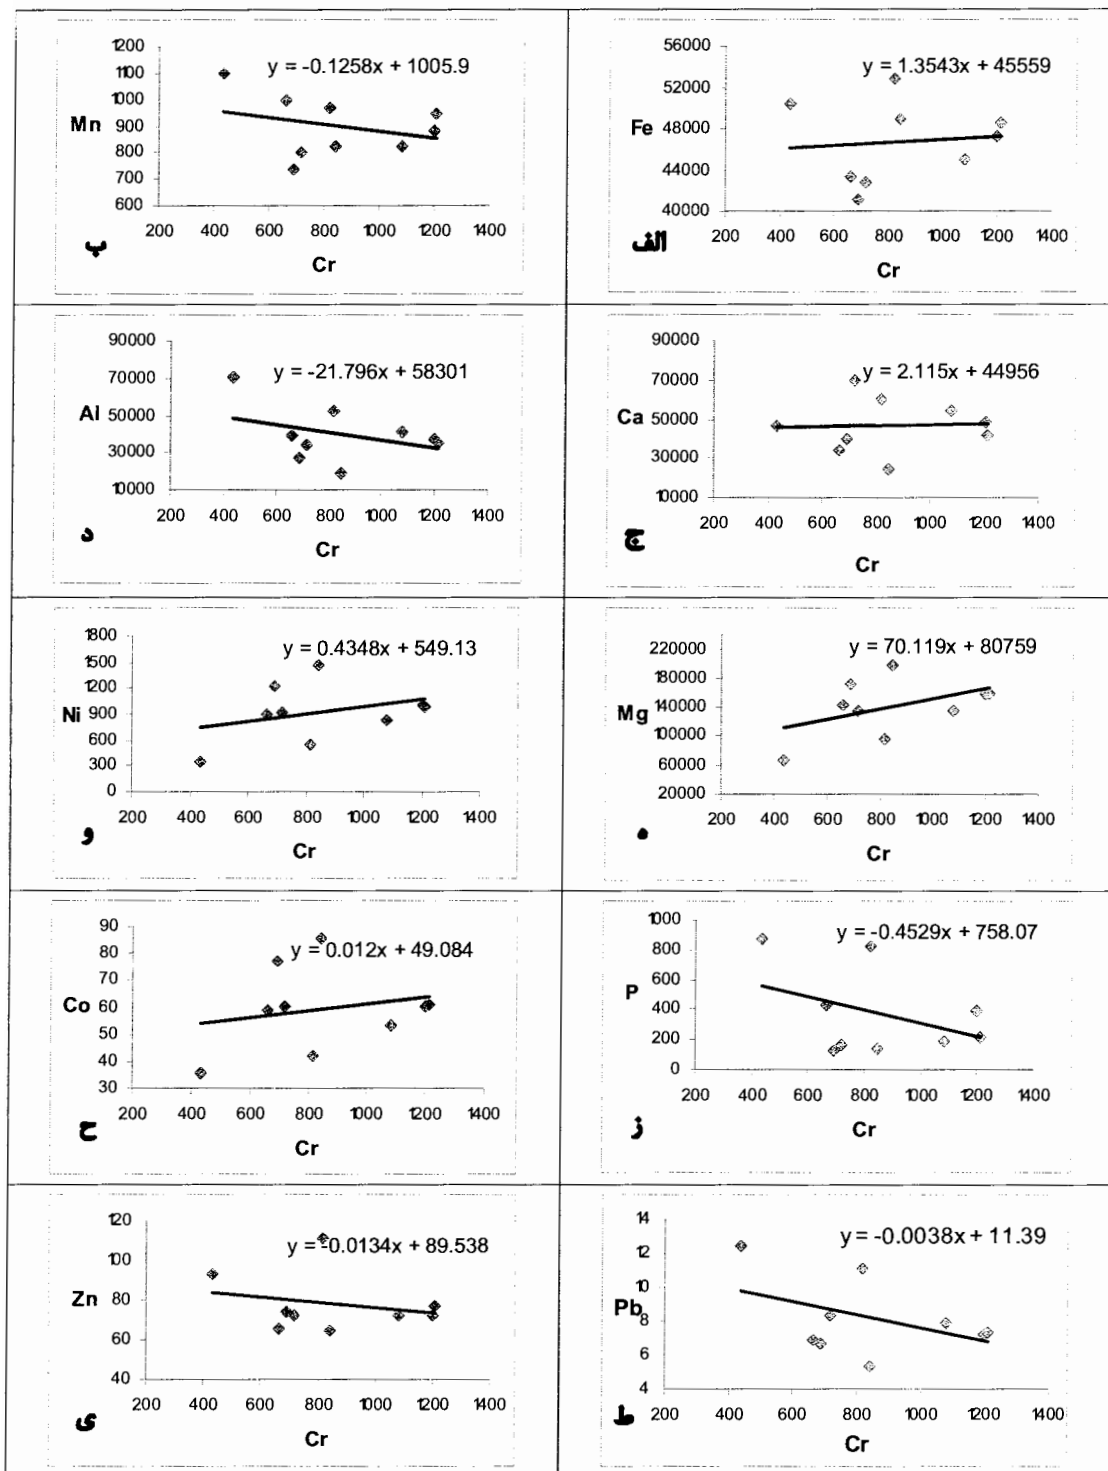 y = 1.3543x + 45559
56000
52000
48000
44000
40000
Fe
200 400 600 800 1000 1200 1400
Cr
الف
y = -0.1258x + 1005.9
1200
1100
1000
900
800
700
600
Mn
200 400 600 800 1000 1200 1400
Cr
ب
y = 2.115x + 44956
90000
70000
50000
30000
10000
Ca
200 400 600 800 1000 1200 1400
Cr
ج
y = -21.796x + 58301
90000
70000
50000
30000
10000
Al
200 400 600 800 1000 1200 1400
Cr
د
y = 70.119x + 80759
220000
180000
140000
100000
60000
20000
Mg
200 400 600 800 1000 1200 1400
Cr
ه
y = 0.4348x + 549.13
1800
1500
1200
900
600
300
0
Ni
200 400 600 800 1000 1200 1400
Cr
و
y = -0.4529x + 758.07
1000
800
600
400
200
0
P
200 400 600 800 1000 1200 1400
Cr
ز
y = 0.012x + 49.084
90
80
70
60
50
40
30
Co
200 400 600 800 1000 1200 1400
Cr
ح
y = -0.0038x + 11.39
14
12
10
8
6
4
Pb
200 400 600 800 1000 1200 1400
Cr
ط
y = -0.0134x + 89.538
120
100
80
60
40
Zn
200 400 600 800 1000 1200 1400
Cr
ی